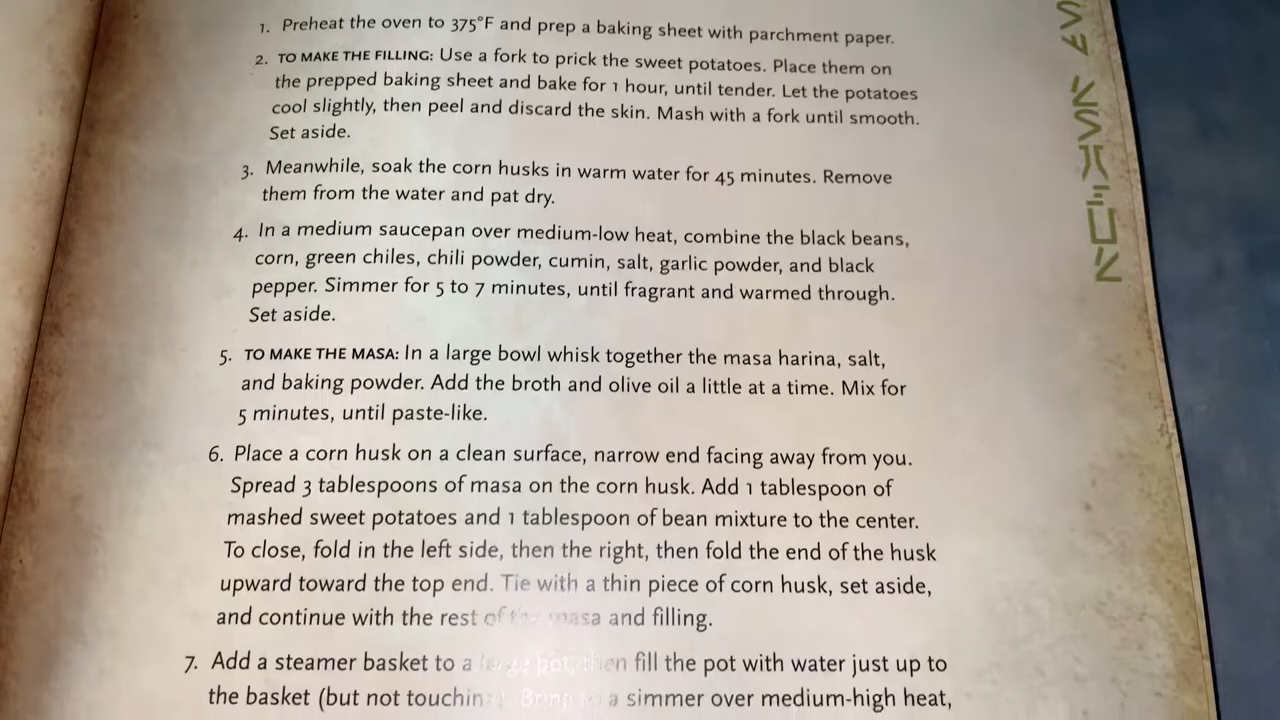 1. Preheat the oven to 375°F and prep a baking sheet with parchment paper.
2. TO MAKE THE FILLING: Use a fork to prick the sweet potatoes. Place them on
the prepped baking sheet and bake for 1 hour, until tender. Let the potatoes
cool slightly, then peel and discard the skin. Mash with a fork until smooth.
Set aside.
3. Meanwhile, soak the corn husks in warm water for 45 minutes. Remove
them from the water and pat dry.
4. In a medium saucepan over medium-low heat, combine the black beans,
corn, green chiles, chili powder, cumin, salt, garlic powder, and black
pepper. Simmer for 5 to 7 minutes, until fragrant and warmed through.
Set aside.
5. TO MAKE THE MASA: In a large bowl whisk together the masa harina, salt,
and baking powder. Add the broth and olive oil a little at a time. Mix for
5 minutes, until paste-like.
6. Place a corn husk on a clean surface, narrow end facing away from you.
Spread 3 tablespoons of masa on the corn husk. Add 1 tablespoon of
mashed sweet potatoes and 1 tablespoon of bean mixture to the center.
To close, fold in the left side, then the right, then fold the end of the husk
upward toward the top end. Tie with a thin piece of corn husk, set aside,
and continue with the rest of the masa and filling.
7. Add a steamer basket to a large pot, then fill the pot with water just up to
the basket (but not touching). Bring to a simmer over medium-high heat,